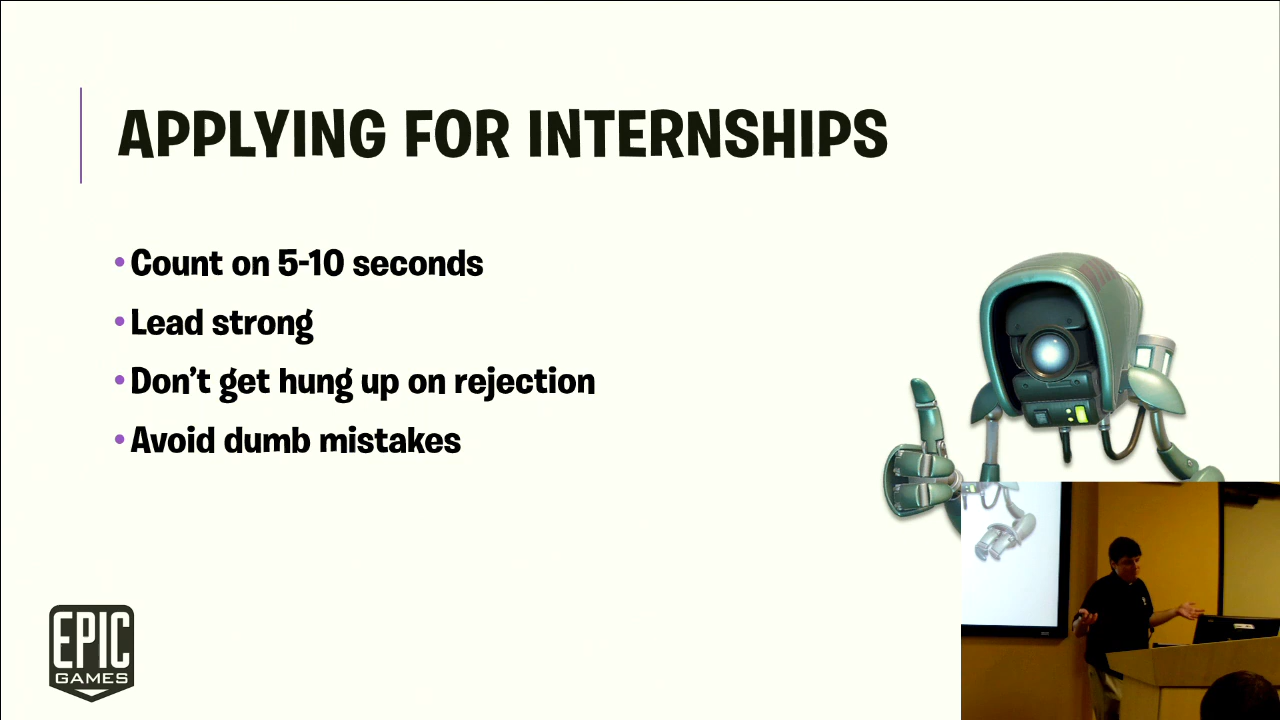 APPLYING FOR INTERNSHIPS
•Count on 5-10 seconds
•Lead strong
•Don't get hung up on rejection
•Avoid dumb mistakes
EPIC
GAMES